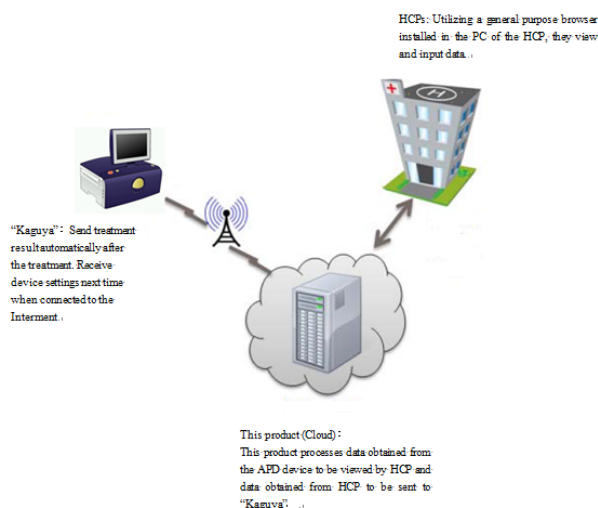 HCPs: Utilizing a general purpose browser
installed in the PC of the HCP, they view
and input data.
“Kaguya”: Send treatment
result automatically after
the treatment. Receive
device settings next time
when connected to the
Interment.
This product (Cloud):
This product processes data obtained from
the APD device to be viewed by HCP and
data obtained from HCP to be sent to
“Kaguya”.
H